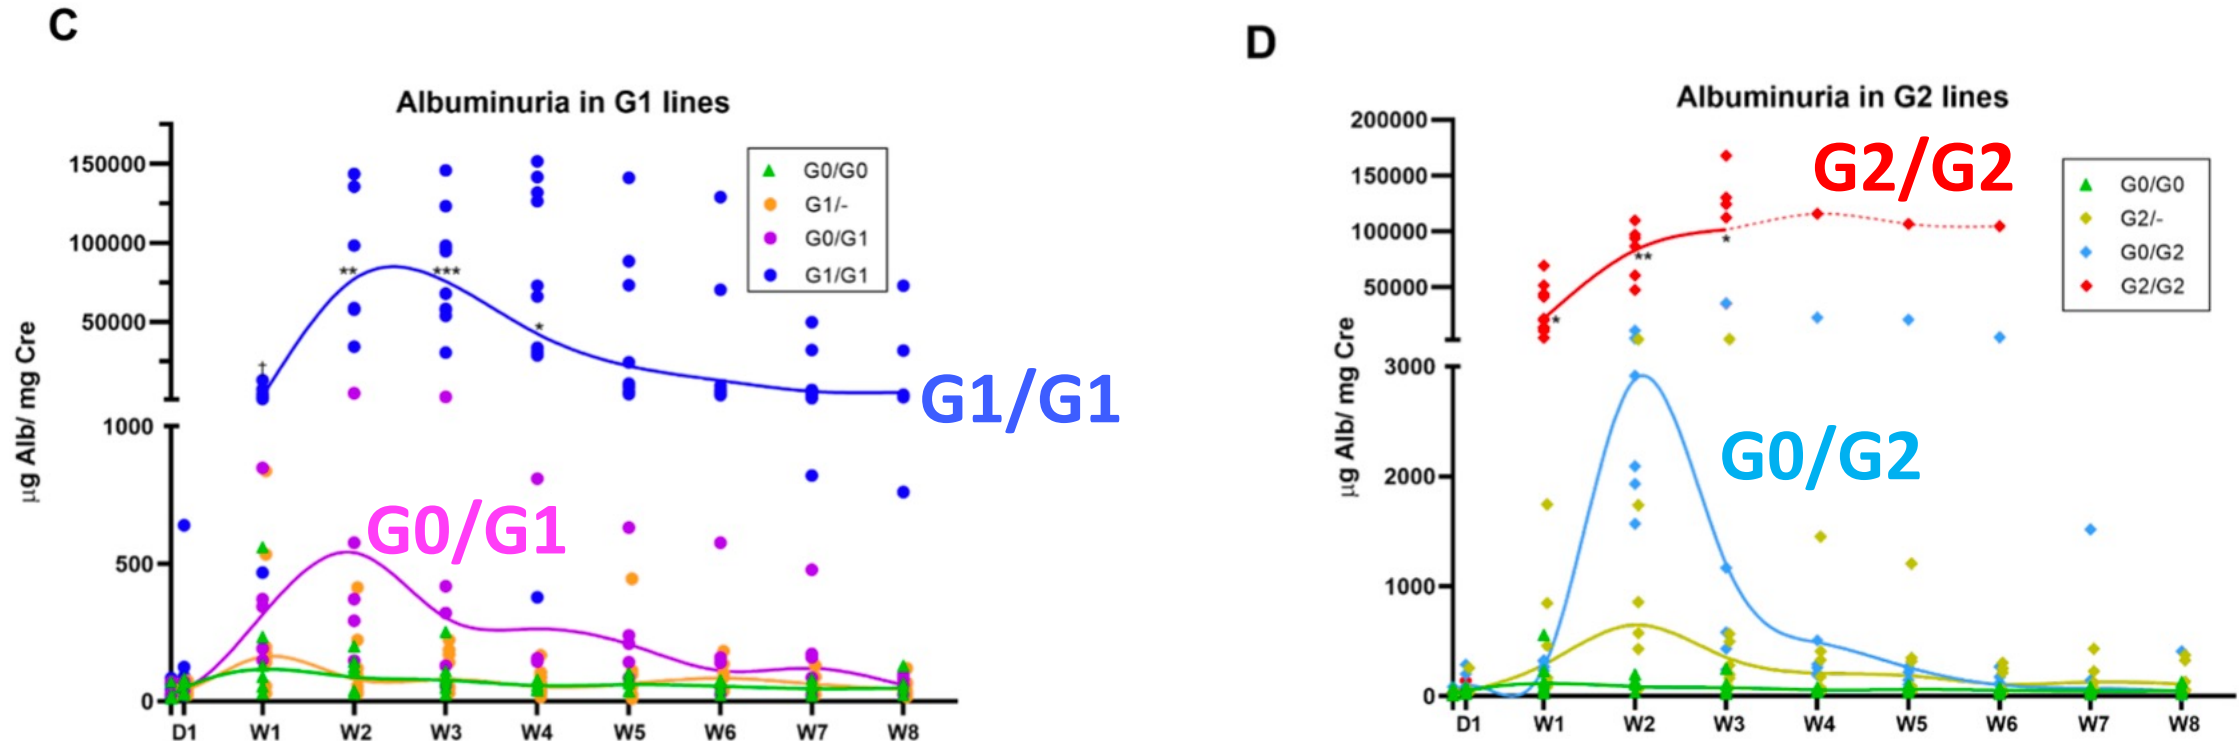 C
Albuminuria in G1 lines
μg Alb/ mg Cre
150000
100000
50000
1000
500
0
D1 W1 W2 W3 W4 W5 W6 W7 W8
†
**
***
*
G0/G0
G1/-
G0/G1
G1/G1
G1/G1
G0/G1
D
Albuminuria in G2 lines
μg Alb/ mg Cre
200000
150000
100000
50000
3000
2000
1000
0
D1 W1 W2 W3 W4 W5 W6 W7 W8
*
**
*
G0/G0
G2/-
G0/G2
G2/G2
G2/G2
G0/G2